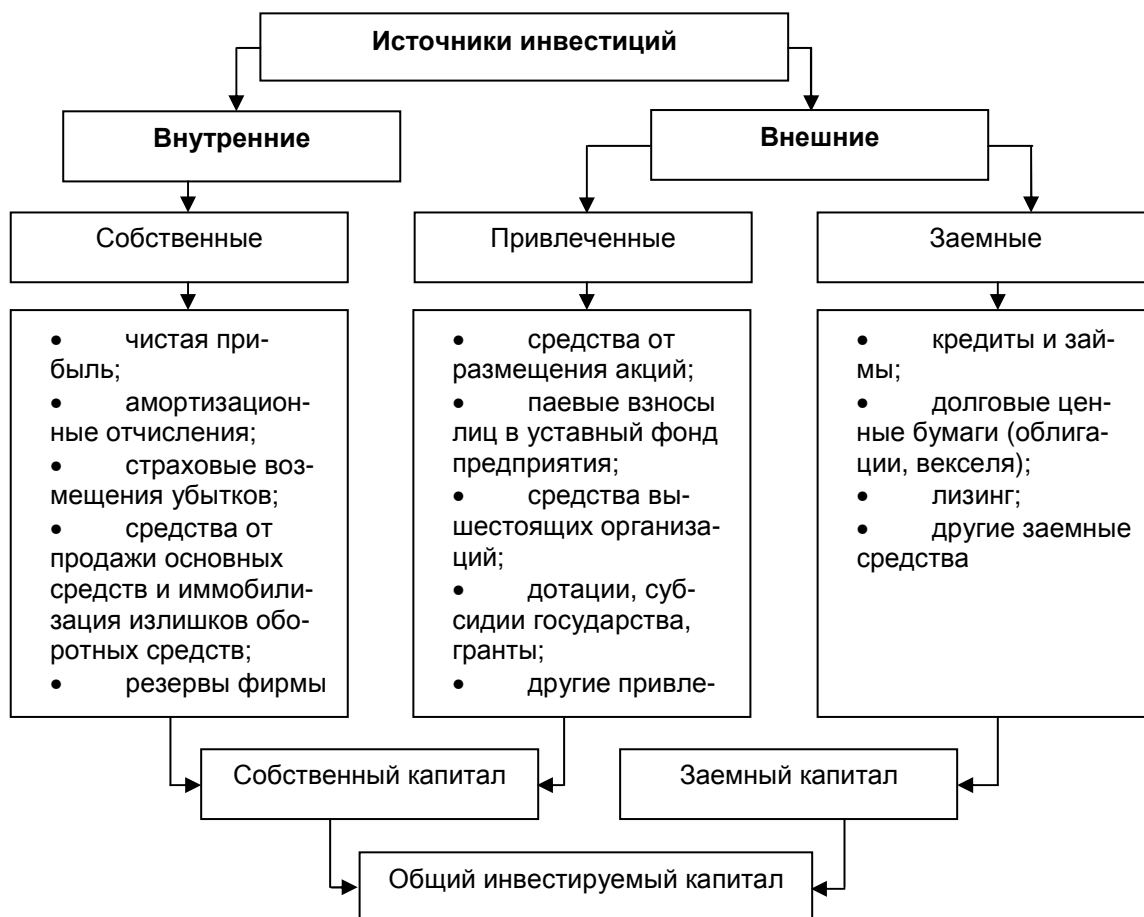 Источники инвестиций
Внутренние
Внешние
Собственные
Привлеченные
Заемные
• чистая при-
быль;
• амортизацион-
ные отчисления;
• страховые воз-
мещения убытков;
• средства от
продажи основных
средств и иммобили-
зация излишков обо-
ротных средств;
• резервы фирмы
• средства от
размещения акций;
• паевые взносы
лиц в уставный фонд
предприятия;
• средства вы-
шестоящих организа-
ций;
• дотации, суб-
сидии государства,
гранты;
• другие привле-
• кредиты и зай-
мы;
• долговые цен-
ные бумаги (облига-
ции, векселя);
• лизинг;
• другие заемные
средства
Собственный капитал
Заемный капитал
Общий инвестируемый капитал